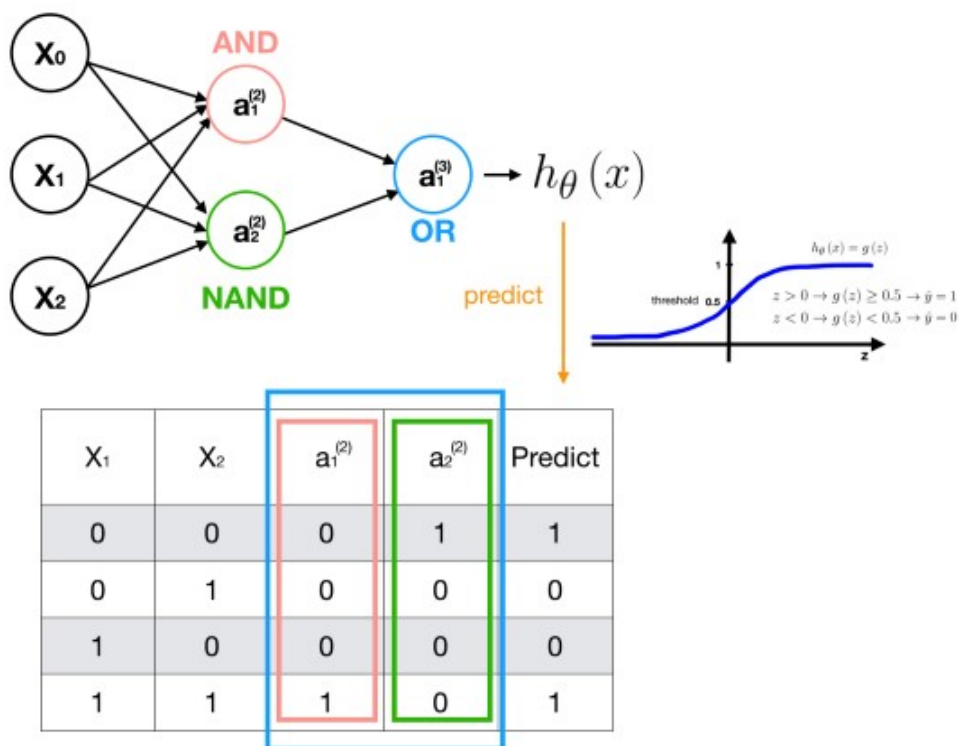 AND
X₀
a₁⁽²⁾
X₁
a₁⁽³⁾
h_θ (x)
OR
a₂⁽²⁾
NAND
X₂
predict
h_θ(x) = g(z)
1
threshold 0.5
z > 0 → g(z) ≥ 0.5 → ŷ = 1
z < 0 → g(z) < 0.5 → ŷ = 0
z
X₁ X₂ a₁⁽²⁾ a₂⁽²⁾ Predict
0 0 0 1 1
0 1 0 0 0
1 0 0 0 0
1 1 1 0 1